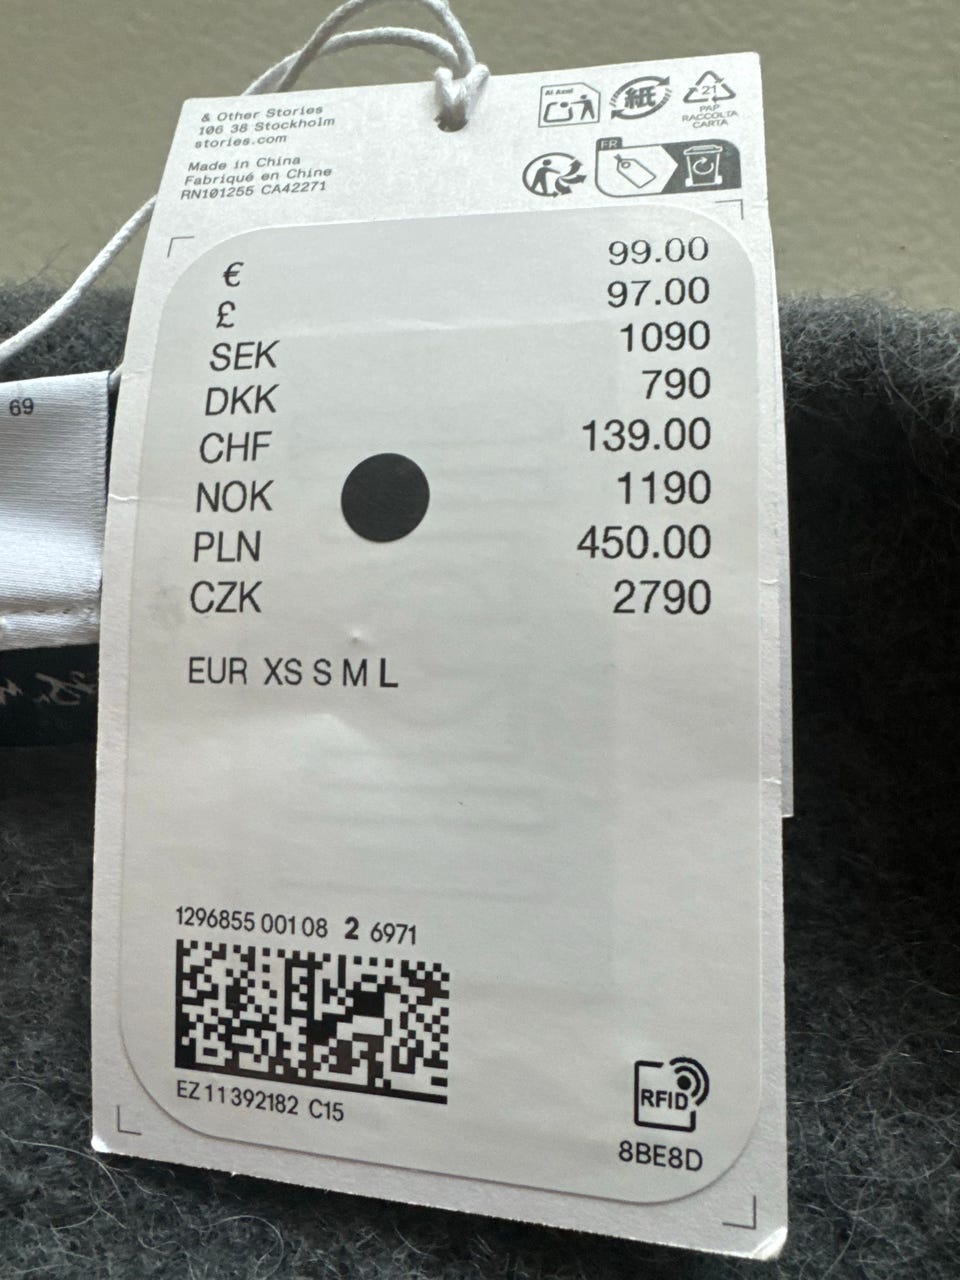 & Other Stories
106 38 Stockholm
stories.com
Made in China
Fabriqué en Chine
RN101255 CA42271
Al Azul
紙
21
PAP
RACCOLTA
CARTA
FR
€ 99.00
£ 97.00
SEK 1090
DKK 790
CHF 139.00
NOK 1190
PLN 450.00
CZK 2790
EUR XS S M L
1296855 001 08 2 6971
EZ 11392182 C15
RFID
8BE8D
69